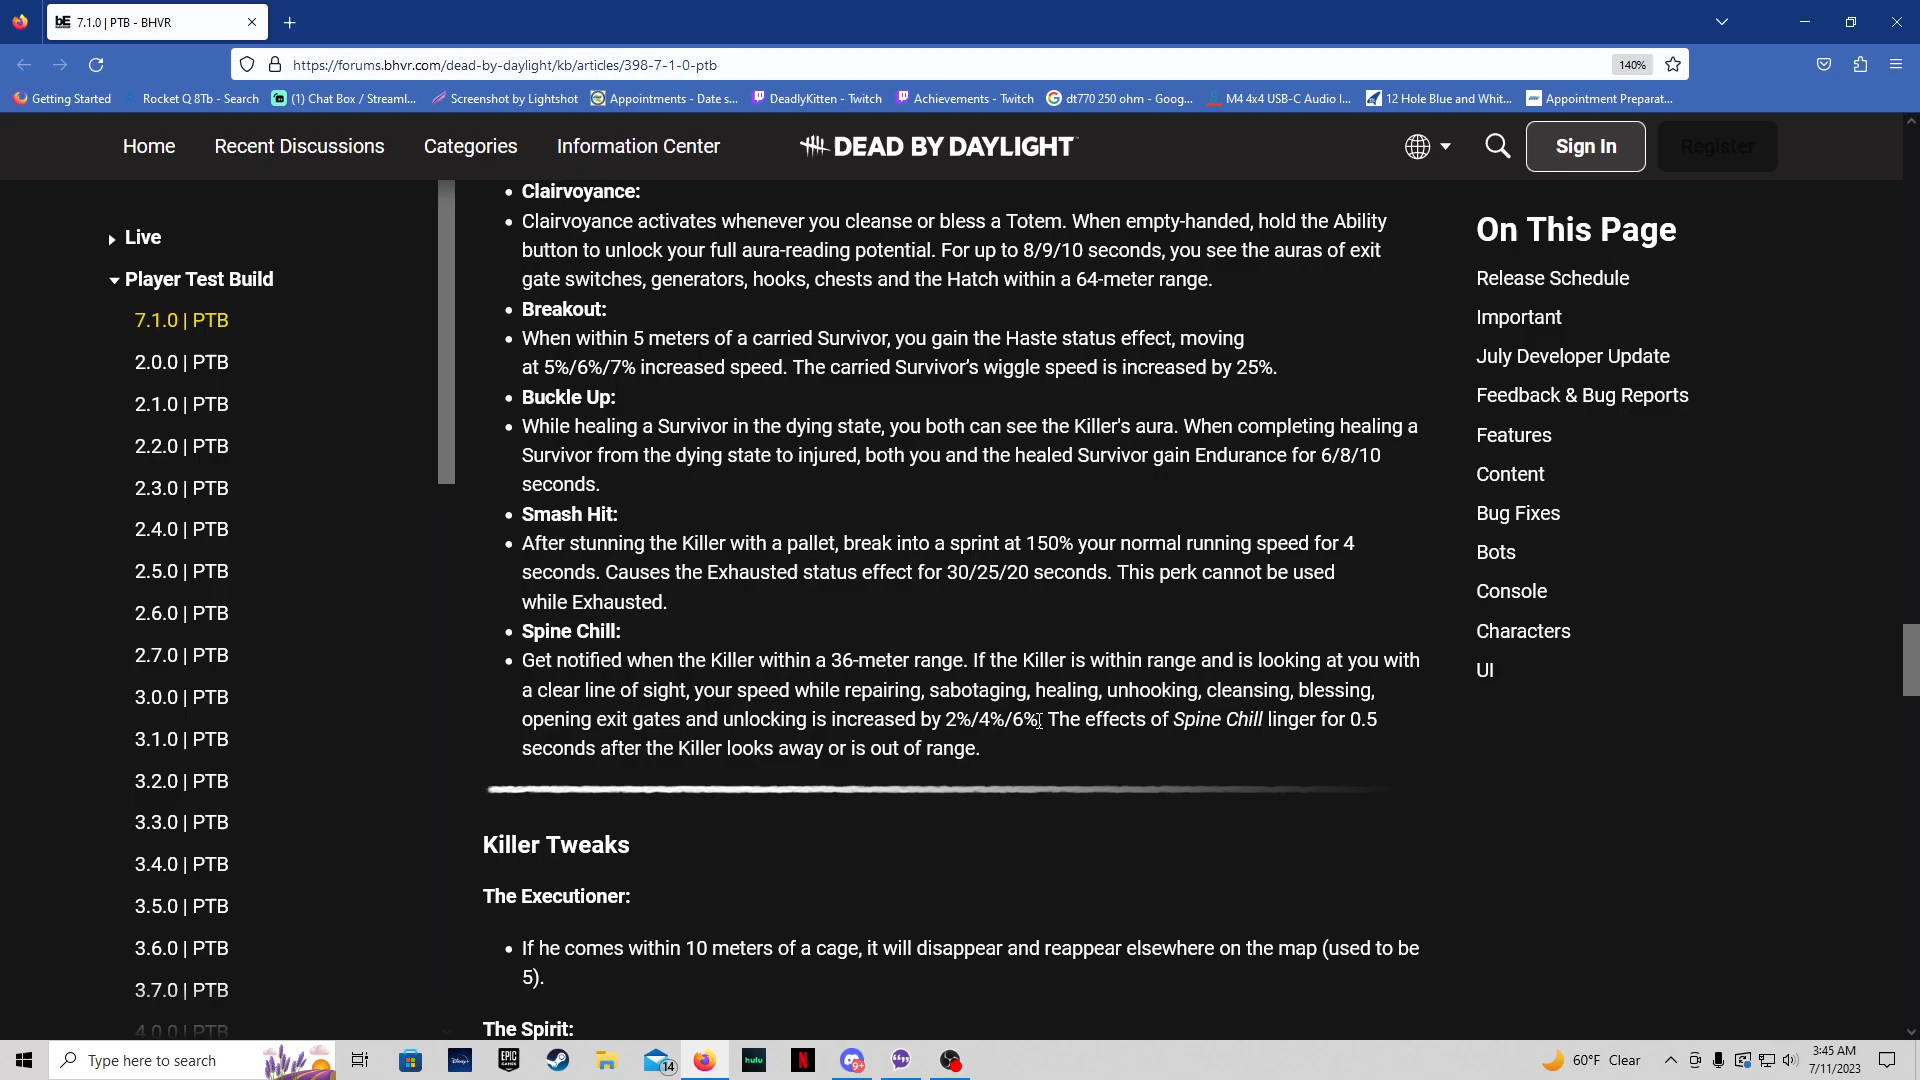 7.1.0 | PTB - BHVR
https://forums.bhvr.com/dead-by-daylight/kb/articles/398-7-1-0-ptb
140%
Getting Started
Rocket Q 8Tb - Search
(1) Chat Box / Streaml...
Screenshot by Lightshot
Appointments - Date s...
DeadlyKitten - Twitch
Achievements - Twitch
dt770 250 ohm - Goog...
M4 4x4 USB-C Audio I...
12 Hole Blue and Whit...
Appointment Preparat...
Home
Recent Discussions
Categories
Information Center
DEAD BY DAYLIGHT
Sign In
Register
Live
Player Test Build
7.1.0 | PTB
2.0.0 | PTB
2.1.0 | PTB
2.2.0 | PTB
2.3.0 | PTB
2.4.0 | PTB
2.5.0 | PTB
2.6.0 | PTB
2.7.0 | PTB
3.0.0 | PTB
3.1.0 | PTB
3.2.0 | PTB
3.3.0 | PTB
3.4.0 | PTB
3.5.0 | PTB
3.6.0 | PTB
3.7.0 | PTB
4.0.0 | PTB
• Clairvoyance:
• Clairvoyance activates whenever you cleanse or bless a Totem. When empty-handed, hold the Ability
button to unlock your full aura-reading potential. For up to 8/9/10 seconds, you see the auras of exit
gate switches, generators, hooks, chests and the Hatch within a 64-meter range.
• Breakout:
• When within 5 meters of a carried Survivor, you gain the Haste status effect, moving
at 5%/6%/7% increased speed. The carried Survivor’s wiggle speed is increased by 25%.
• Buckle Up:
• While healing a Survivor in the dying state, you both can see the Killer's aura. When completing healing a
Survivor from the dying state to injured, both you and the healed Survivor gain Endurance for 6/8/10
seconds.
• Smash Hit:
• After stunning the Killer with a pallet, break into a sprint at 150% your normal running speed for 4
seconds. Causes the Exhausted status effect for 30/25/20 seconds. This perk cannot be used
while Exhausted.
• Spine Chill:
• Get notified when the Killer within a 36-meter range. If the Killer is within range and is looking at you with
a clear line of sight, your speed while repairing, sabotaging, healing, unhooking, cleansing, blessing,
opening exit gates and unlocking is increased by 2%/4%/6%. The effects of Spine Chill linger for 0.5
seconds after the Killer looks away or is out of range.
Killer Tweaks
The Executioner:
• If he comes within 10 meters of a cage, it will disappear and reappear elsewhere on the map (used to be
5).
The Spirit:
On This Page
Release Schedule
Important
July Developer Update
Feedback & Bug Reports
Features
Content
Bug Fixes
Bots
Console
Characters
UI
Type here to search
EPIC
GAMES
14
hulu
N
9+
60°F Clear
3:45 AM
7/11/2023